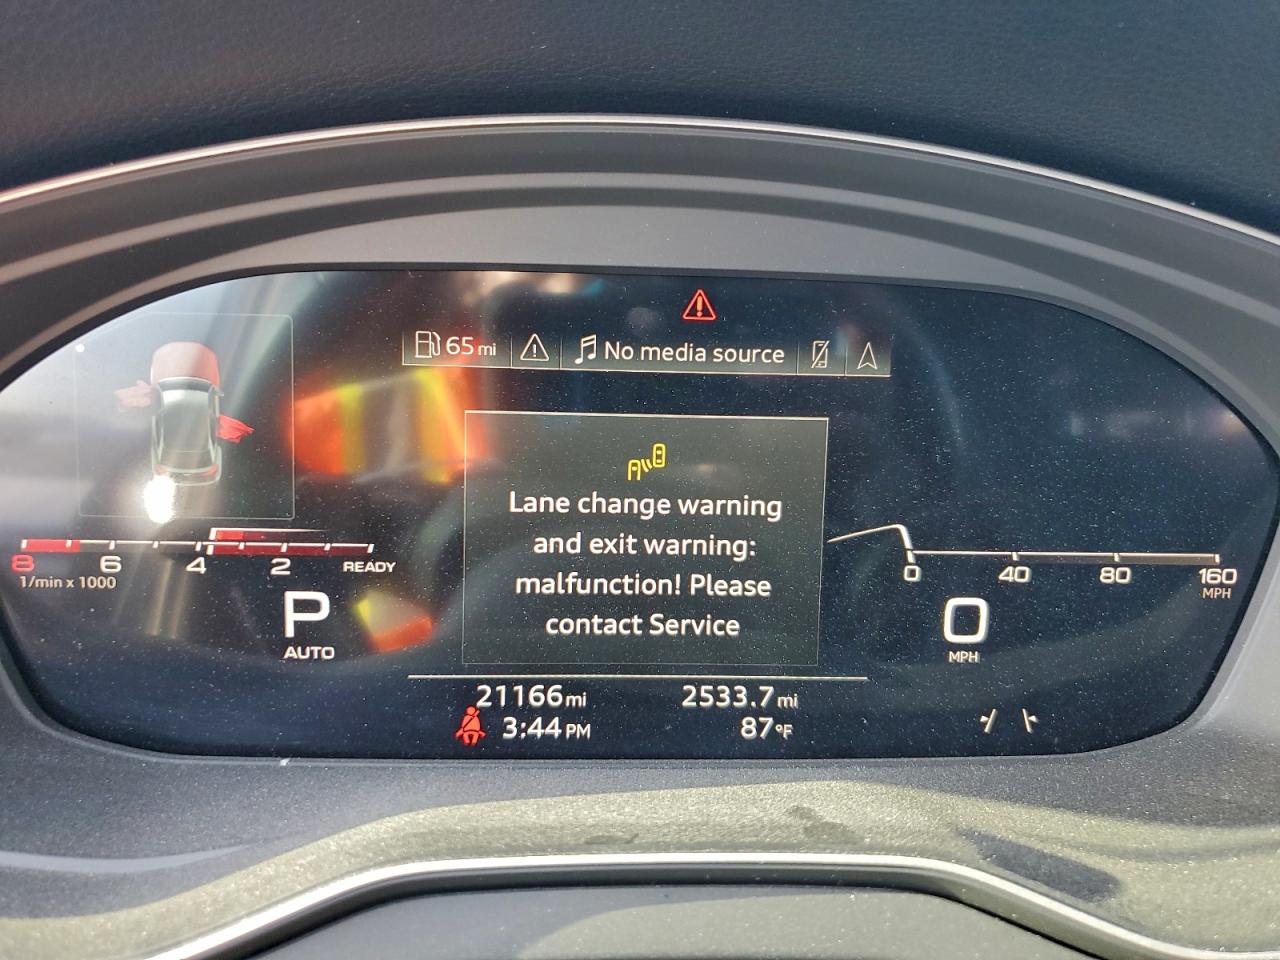 65 mi
No media source
Lane change warning
and exit warning:
malfunction! Please
contact Service
8 6 4 2 READY
1/min x 1000
P
AUTO
0 40 80 160
MPH
0
MPH
21166 mi 2533.7 mi
3:44 PM 87°F